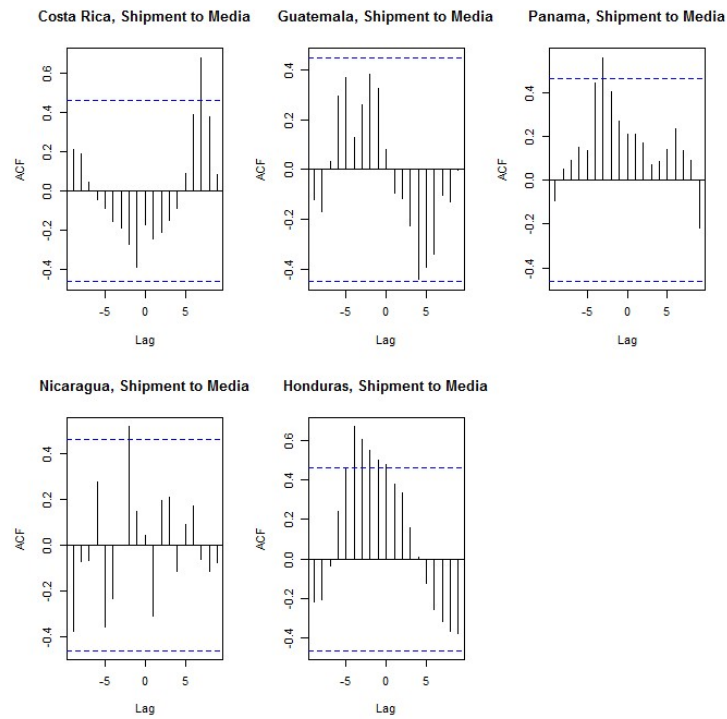 Costa Rica, Shipment to Media
Guatemala, Shipment to Media
Panama, Shipment to Media
ACF
0.6
0.4
0.2
0.0
-0.2
-0.4
-5
0
5
Lag
ACF
0.4
0.2
0.0
-0.2
-0.4
-5
0
5
Lag
ACF
0.4
0.2
0.0
-0.2
-0.4
-5
0
5
Lag
Nicaragua, Shipment to Media
Honduras, Shipment to Media
ACF
0.4
0.2
0.0
-0.2
-0.4
-5
0
5
Lag
ACF
0.6
0.4
0.2
0.0
-0.2
-0.4
-5
0
5
Lag